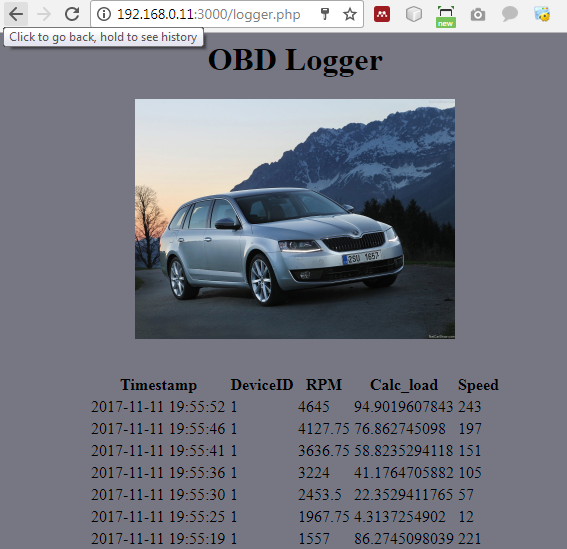 192.168.0.11:3000/logger.php
new
Click to go back, hold to see history
OBD Logger
2SU 1657
NetCarShow.com
Timestamp DeviceID RPM Calc_load Speed
2017-11-11 19:55:52 1 4645 94.9019607843 243
2017-11-11 19:55:46 1 4127.75 76.862745098 197
2017-11-11 19:55:41 1 3636.75 58.8235294118 151
2017-11-11 19:55:36 1 3224 41.1764705882 105
2017-11-11 19:55:30 1 2453.5 22.3529411765 57
2017-11-11 19:55:25 1 1967.75 4.3137254902 12
2017-11-11 19:55:19 1 1557 86.2745098039 221